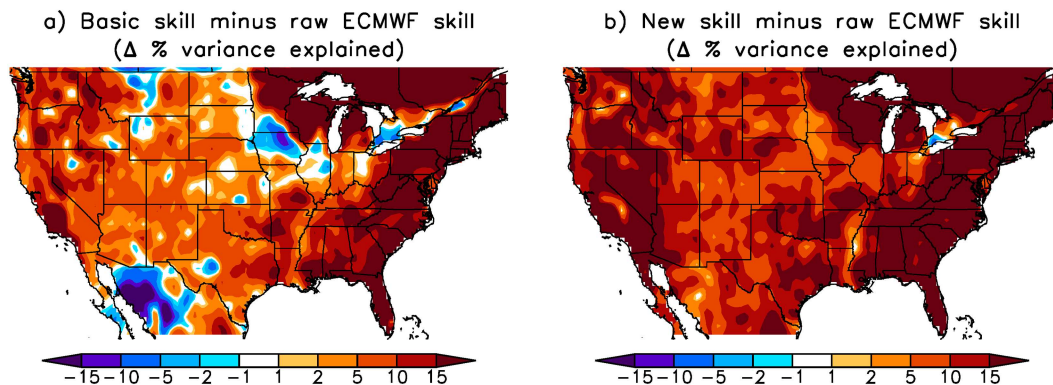 a) Basic skill minus raw ECMWF skill
(Δ % variance explained)
b) New skill minus raw ECMWF skill
(Δ % variance explained)
−15 −10 −5 −2 −1 1 2 5 10 15
−15 −10 −5 −2 −1 1 2 5 10 15